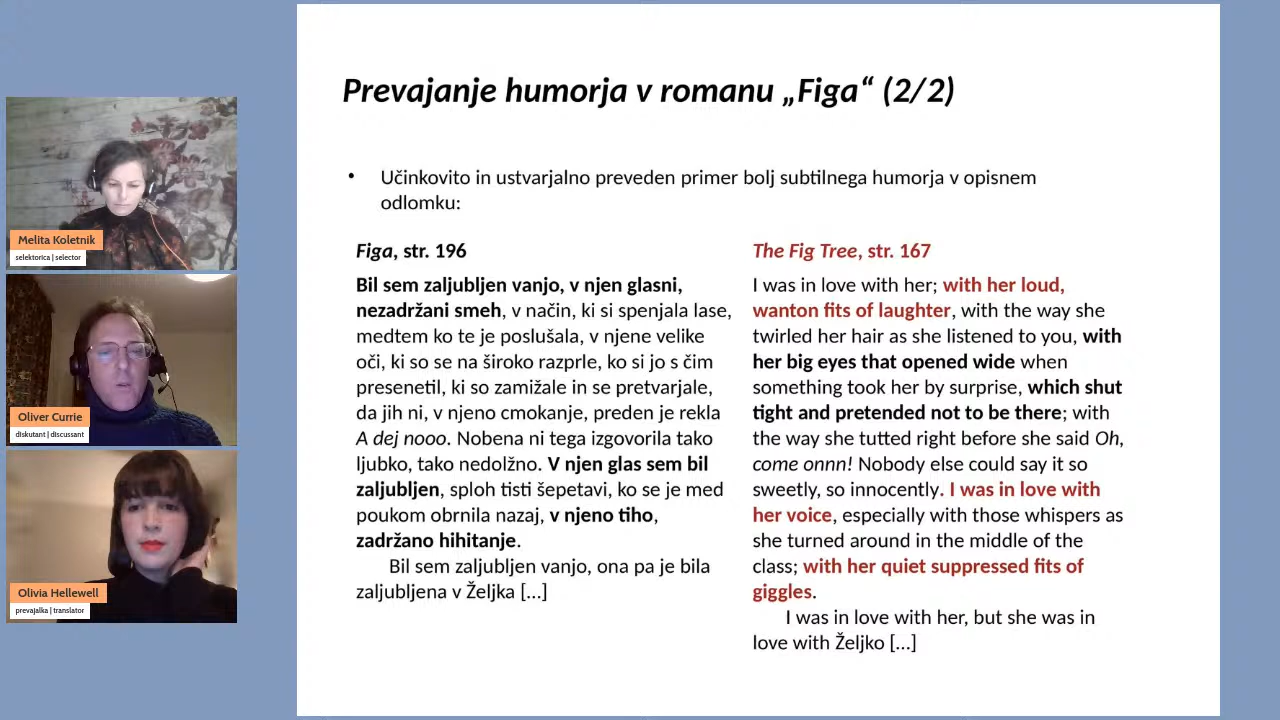 Prevajanje humorja v romanu „Figa“ (2/2)
• Učinkovito in ustvarjalno preveden primer bolj subtilnega humorja v opisnem
odlomku:
Figa, str. 196
Bil sem zaljubljen vanjo, v njen glasni,
nezadržani smeh, v način, ki si spenjala lase,
medtem ko te je poslušala, v njene velike
oči, ki so se na široko razprle, ko si jo s čim
presenetil, ki so zamižale in se pretvarjale,
da jih ni, v njeno cmokanje, preden je rekla
A dej nooo. Nobena ni tega izgovorila tako
ljubko, tako nedolžno. V njen glas sem bil
zaljubljen, sploh tisti šepetavi, ko se je med
poukom obrnila nazaj, v njeno tiho,
zadržano hihitanje.
Bil sem zaljubljen vanjo, ona pa je bila
zaljubljena v Željka [...]
The Fig Tree, str. 167
I was in love with her; with her loud,
wanton fits of laughter, with the way she
twirled her hair as she listened to you, with
her big eyes that opened wide when
something took her by surprise, which shut
tight and pretended not to be there; with
the way she tutted right before she said Oh,
come onnn! Nobody else could say it so
sweetly, so innocently. I was in love with
her voice, especially with those whispers as
she turned around in the middle of the
class; with her quiet suppressed fits of
giggles.
I was in love with her, but she was in
love with Željko [...]
Melita Koletnik
selektorica | selector
Oliver Currie
diskutant | discussant
Olivia Hellewell
prevajalka | translator